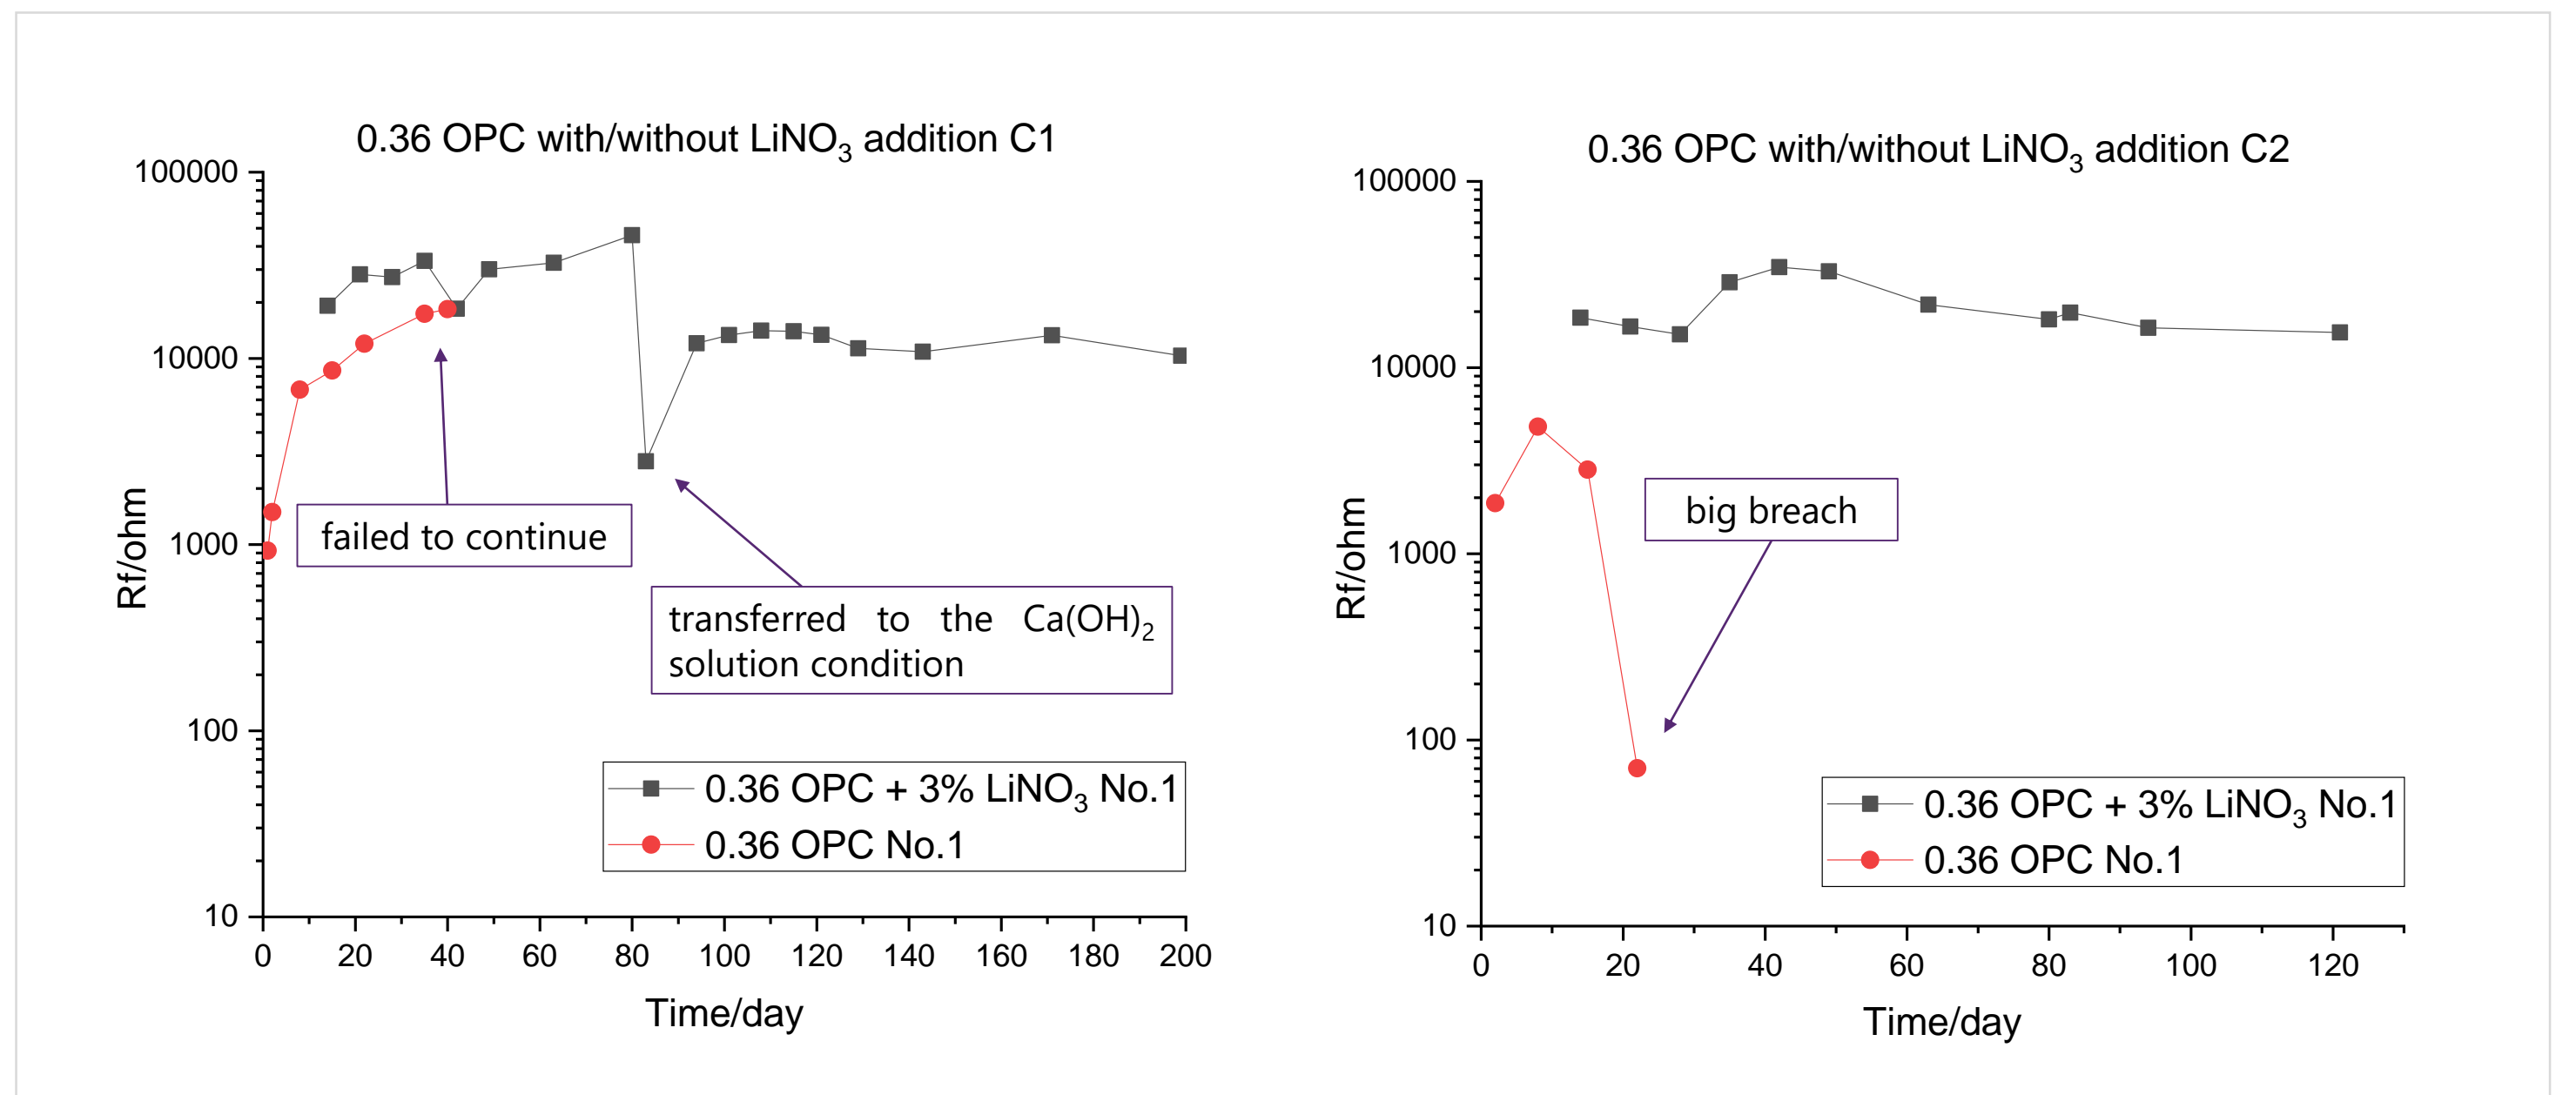 0.36 OPC with/without LiNO₃ addition C1
100000
10000
1000
100
10
Rf/ohm
0 20 40 60 80 100 120 140 160 180 200
Time/day
failed to continue
transferred to the Ca(OH)₂
solution condition
0.36 OPC + 3% LiNO₃ No.1
0.36 OPC No.1
0.36 OPC with/without LiNO₃ addition C2
100000
10000
1000
100
10
Rf/ohm
0 20 40 60 80 100 120
Time/day
big breach
0.36 OPC + 3% LiNO₃ No.1
0.36 OPC No.1